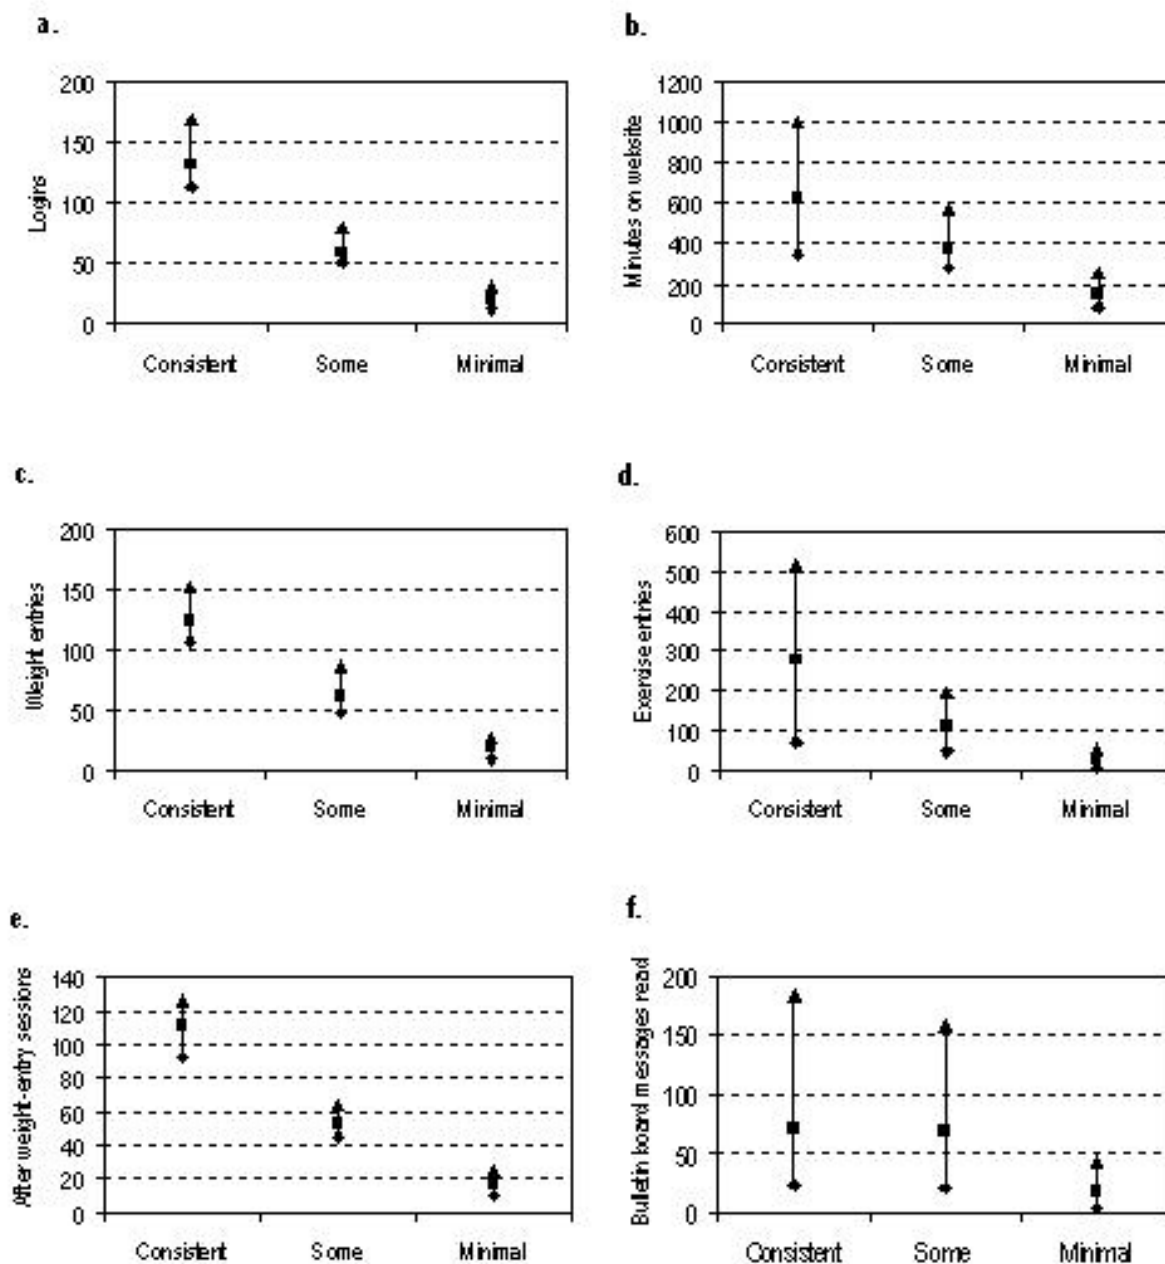 a.
Logins
200
150
100
50
0
Consistent Some Minimal
b.
Minutes on website
1200
1000
800
600
400
200
0
Consistent Some Minimal
c.
Weight entries
200
150
100
50
0
Consistent Some Minimal
d.
Exercise entries
600
500
400
300
200
100
0
Consistent Some Minimal
e.
After weight-entry sessions
140
120
100
80
60
40
20
0
Consistent Some Minimal
f.
Bulletin board messages read
200
150
100
50
0
Consistent Some Minimal